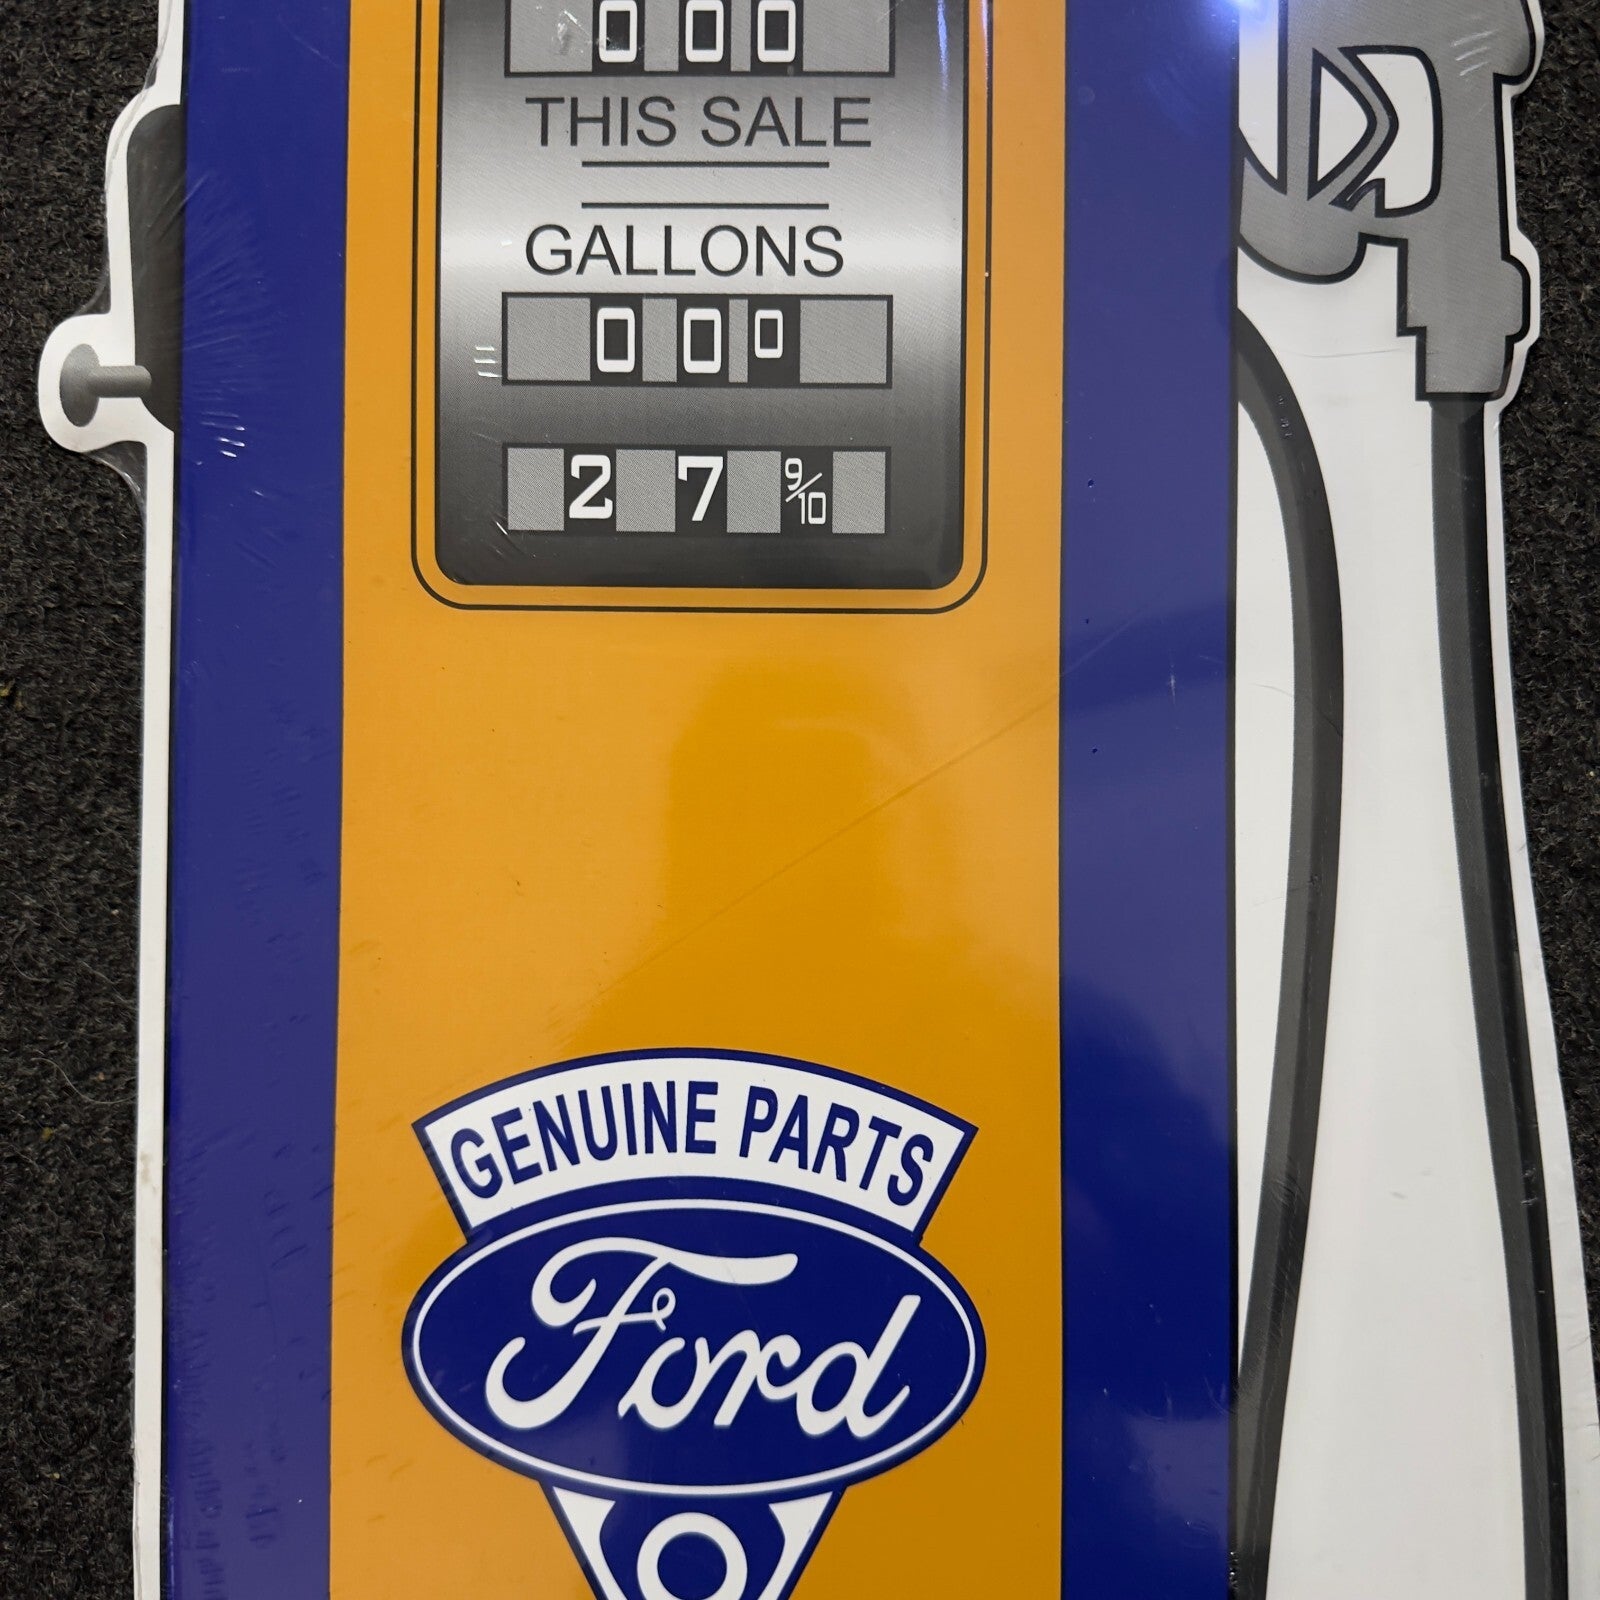 000
THIS SALE
GALLONS
000
27 9/10
GENUINE PARTS
Ford